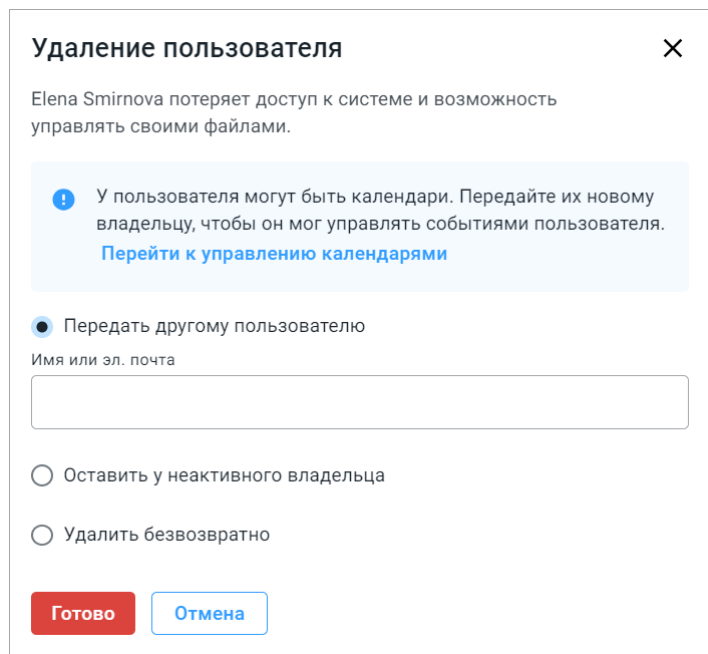 Удаление пользователя
Elena Smirnova потеряет доступ к системе и возможность
управлять своими файлами.
У пользователя могут быть календари. Передайте их новому
владельцу, чтобы он мог управлять событиями пользователя.
Перейти к управлению календарями
Передать другому пользователю
Имя или эл. почта
Оставить у неактивного владельца
Удалить безвозвратно
Готово Отмена